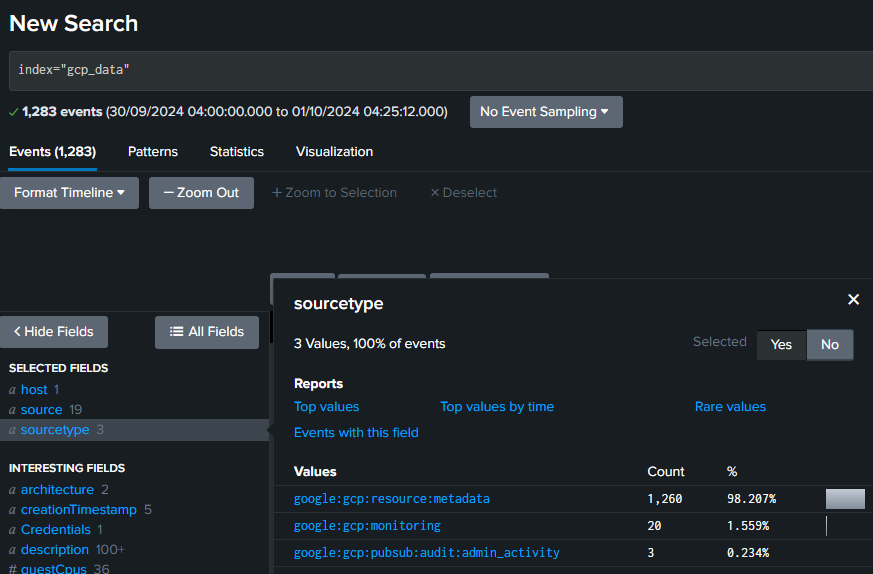 New Search
index="gcp_data"
✓ 1,283 events (30/09/2024 04:00:00.000 to 01/10/2024 04:25:12.000) No Event Sampling ▾
Events (1,283) Patterns Statistics Visualization
Format Timeline ▾ — Zoom Out + Zoom to Selection × Deselect
< Hide Fields All Fields
SELECTED FIELDS
a host 1
a source 19
a sourcetype 3
INTERESTING FIELDS
a architecture 2
a creationTimestamp 5
a Credentials 1
a description 100+
# guestCpus 36
sourcetype ×
3 Values, 100% of events Selected Yes No
Reports
Top values Top values by time Rare values
Events with this field
Values Count %
google:gcp:resource:metadata 1,260 98.207%
google:gcp:monitoring 20 1.559%
google:gcp:pubsub:audit:admin_activity 3 0.234%